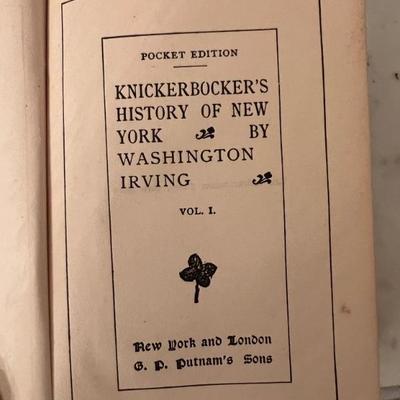 POCKET EDITION
KNICKERBOCKER'S
HISTORY OF NEW
YORK BY
WASHINGTON
IRVING
VOL. I.
New York and London
G. P. Putnam's Sons